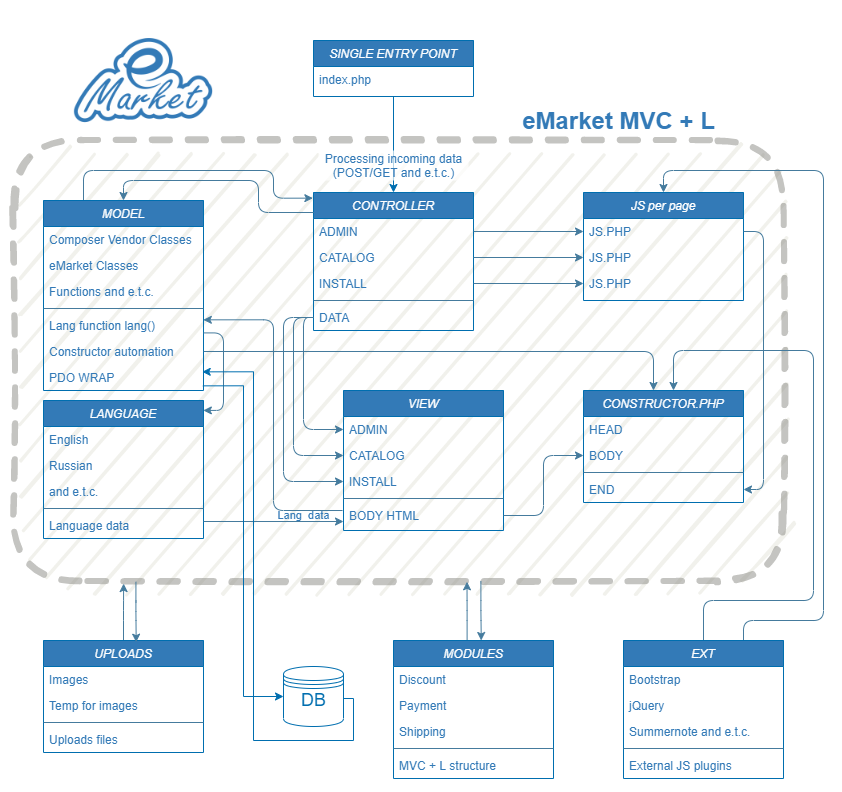 e
Market
SINGLE ENTRY POINT
index.php
eMarket MVC + L
Processing incoming data
(POST/GET and e.t.c.)
MODEL
Composer Vendor Classes
eMarket Classes
Functions and e.t.c.
Lang function lang()
Constructor automation
PDO WRAP
CONTROLLER
ADMIN
CATALOG
INSTALL
DATA
JS per page
JS.PHP
JS.PHP
JS.PHP
LANGUAGE
English
Russian
and e.t.c.
Language data
Lang data
VIEW
ADMIN
CATALOG
INSTALL
BODY HTML
CONSTRUCTOR.PHP
HEAD
BODY
END
UPLOADS
Images
Temp for images
Uploads files
DB
MODULES
Discount
Payment
Shipping
MVC + L structure
EXT
Bootstrap
jQuery
Summernote and e.t.c.
External JS plugins